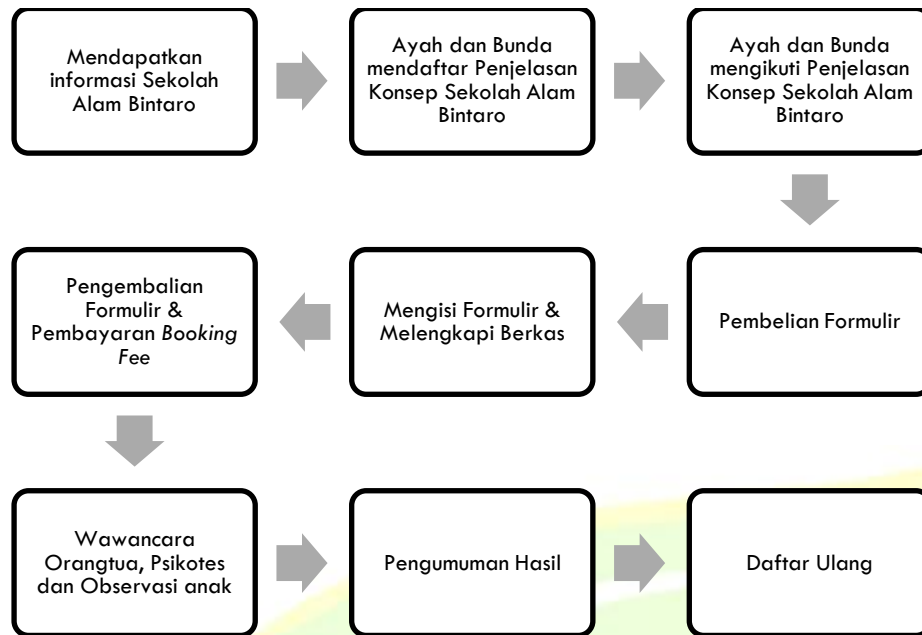 Mendapatkan
informasi Sekolah
Alam Bintaro
Ayah dan Bunda
mendaftar Penjelasan
Konsep Sekolah Alam
Bintaro
Ayah dan Bunda
mengikuti Penjelasan
Konsep Sekolah Alam
Bintaro
Pembelian Formulir
Mengisi Formulir &
Melengkapi Berkas
Pengembalian
Formulir &
Pembayaran Booking
Fee
Wawancara
Orangtua, Psikotes
dan Observasi anak
Pengumuman Hasil
Daftar Ulang